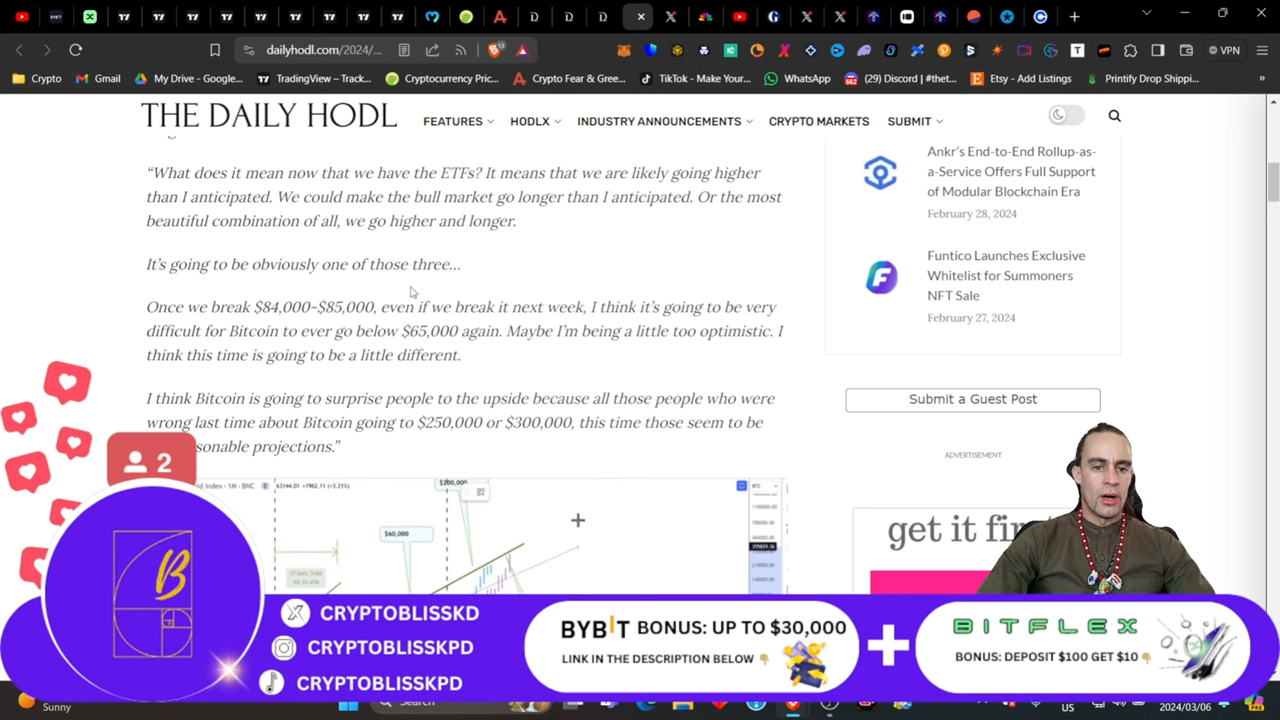 dailyhodl.com/2024/...
VPN
Crypto
Gmail
My Drive - Google...
TradingView – Track...
Cryptocurrency Pric...
Crypto Fear & Gree...
TikTok - Make Your...
WhatsApp
(29) Discord | #thet...
Etsy - Add Listings
Printify Drop Shippi...
THE DAILY HODL
FEATURES
HODLX
INDUSTRY ANNOUNCEMENTS
CRYPTO MARKETS
SUBMIT
“What does it mean now that we have the ETFs? It means that we are likely going higher
than I anticipated. We could make the bull market go longer than I anticipated. Or the most
beautiful combination of all, we go higher and longer.
It’s going to be obviously one of those three…
Once we break $84,000-$85,000, even if we break it next week, I think it’s going to be very
difficult for Bitcoin to ever go below $65,000 again. Maybe I’m being a little too optimistic. I
think this time is going to be a little different.
I think Bitcoin is going to surprise people to the upside because all those people who were
wrong last time about Bitcoin going to $250,000 or $300,000, this time those seem to be
sonable projections.”
Ankr’s End-to-End Rollup-as-
a-Service Offers Full Support
of Modular Blockchain Era
February 28, 2024
Funtico Launches Exclusive
Whitelist for Summoners
NFT Sale
February 27, 2024
Submit a Guest Post
ADVERTISEMENT
get it fir
$200,000
$60,000
2
B
CRYPTOBLISSKD
CRYPTOBLISSKPD
CRYPTOBLISSKPD
BYBIT BONUS: UP TO $30,000
LINK IN THE DESCRIPTION BELOW
BITFLEX
BONUS: DEPOSIT $100 GET $10
Sunny
Search
US
2024/03/06